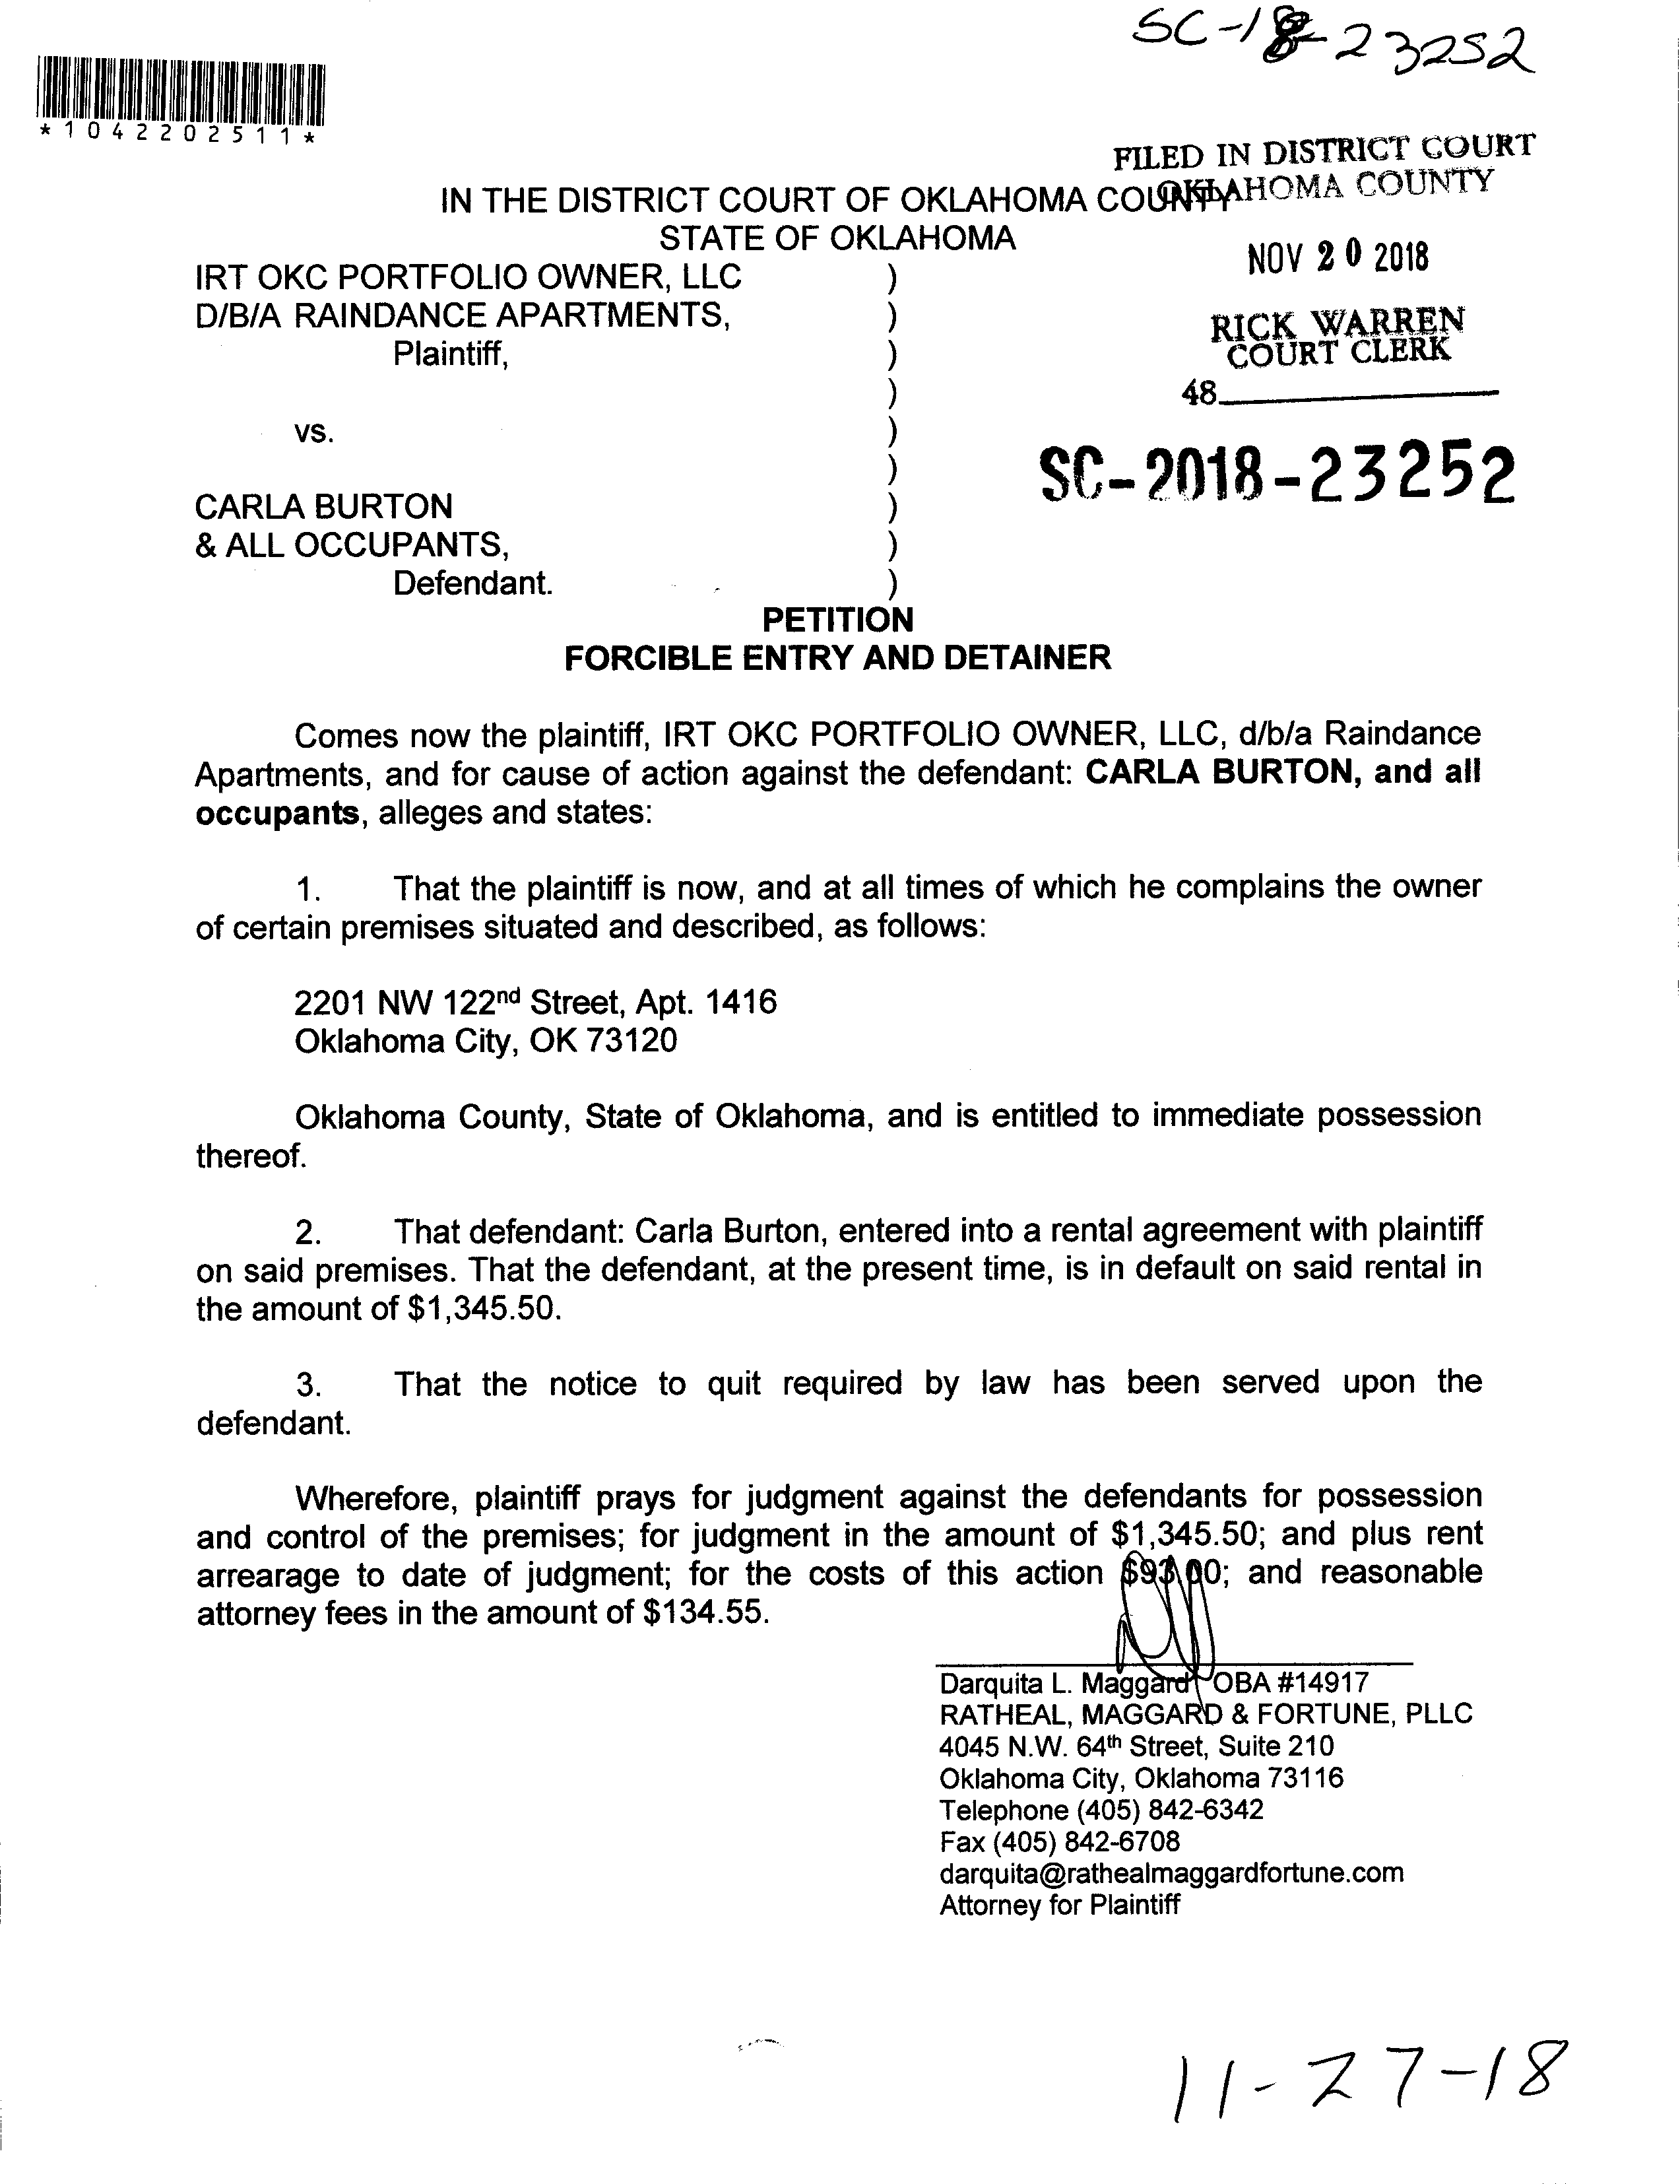 SC-18-23252
*1042202511*
FILED IN DISTRICT COURT
OKLAHOMA COUNTY
IN THE DISTRICT COURT OF OKLAHOMA COUNTY
STATE OF OKLAHOMA
NOV 20 2018
IRT OKC PORTFOLIO OWNER, LLC )
D/B/A RAINDANCE APARTMENTS, )
RICK WARREN
COURT CLERK
Plaintiff, )
)
48
vs. )
)
SC-2018-23252
CARLA BURTON )
& ALL OCCUPANTS, )
Defendant. )
PETITION
FORCIBLE ENTRY AND DETAINER
Comes now the plaintiff, IRT OKC PORTFOLIO OWNER, LLC, d/b/a Raindance
Apartments, and for cause of action against the defendant: CARLA BURTON, and all
occupants, alleges and states:
1. That the plaintiff is now, and at all times of which he complains the owner
of certain premises situated and described, as follows:
2201 NW 122nd Street, Apt. 1416
Oklahoma City, OK 73120
Oklahoma County, State of Oklahoma, and is entitled to immediate possession
thereof.
2. That defendant: Carla Burton, entered into a rental agreement with plaintiff
on said premises. That the defendant, at the present time, is in default on said rental in
the amount of $1,345.50.
3. That the notice to quit required by law has been served upon the
defendant.
Wherefore, plaintiff prays for judgment against the defendants for possession
and control of the premises; for judgment in the amount of $1,345.50; and plus rent
arrearage to date of judgment; for the costs of this action and reasonable
attorney fees in the amount of $134.55.
Darquita L. Maggard OBA #14917
RATHEAL, MAGGARD & FORTUNE, PLLC
4045 N.W. 64th Street, Suite 210
Oklahoma City, Oklahoma 73116
Telephone (405) 842-6342
Fax (405) 842-6708
darquita@rathealmaggardfortune.com
Attorney for Plaintiff
11-27-18